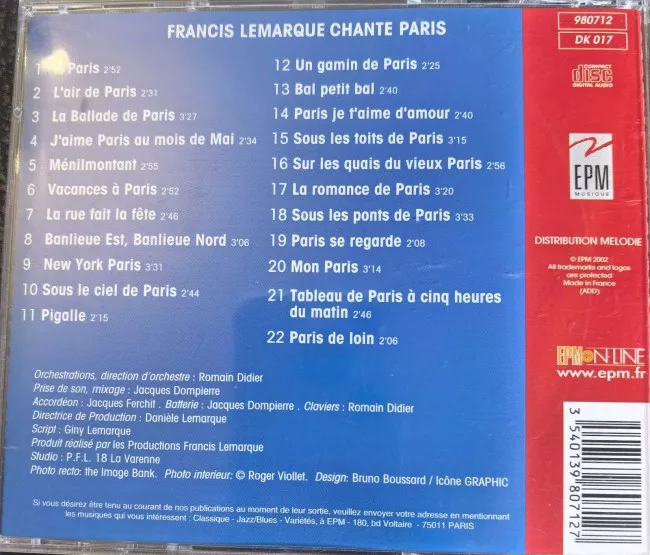 FRANCIS LEMARQUE CHANTE PARIS
1 Paris 2'52
2 L'air de Paris 2'31
3 La Ballade de Paris 3'27
4 J'aime Paris au mois de Mai 2'34
5 Ménilmontant 2'55
6 Vacances à Paris 2'52
7 La rue fait la fête 2'46
8 Banlieue Est, Banlieue Nord 3'06
9 New York Paris 3'31
10 Sous le ciel de Paris 2'44
11 Pigalle 2'15
12 Un gamin de Paris 2'25
13 Bal petit bal 2'40
14 Paris je t'aime d'amour 2'40
15 Sous les toits de Paris 3'15
16 Sur les quais du vieux Paris 2'56
17 La romance de Paris 3'20
18 Sous les ponts de Paris 3'33
19 Paris se regarde 2'08
20 Mon Paris 3'14
21 Tableau de Paris à cinq heures
du matin 2'46
22 Paris de loin 2'06
Orchestrations, direction d'orchestre : Romain Didier
Prise de son, mixage : Jacques Dompierre
Accordéon : Jacques Ferchit . Batterie : Jacques Dompierre . Claviers : Romain Didier
Directrice de Production : Danièle Lemarque
Script : Giny Lemarque
Produit réalisé par les Productions Francis Lemarque
Studio : P.F.L. 18 La Varenne
Photo recto: the Image Bank. Photo interieur: © Roger Viollet. Design: Bruno Boussard / Icône GRAPHIC
Si vous désirez être tenu au courant de nos publications au moment de leur sortie, veuillez envoyer votre adresse en mentionnant
les musiques qui vous intéressent : Classique - Jazz/Blues - Variétés, à EPM - 180, bd Voltaire - 75011 PARIS
980712
DK 017
COMPACT
disc
DIGITAL AUDIO
EPM
MUSIQUE
DISTRIBUTION MELODIE
© EPM 2002
All trademarks and logos
are protected
Made in France
(ADD)
EPM ON LINE
www.epm.fr
3 540139 807127